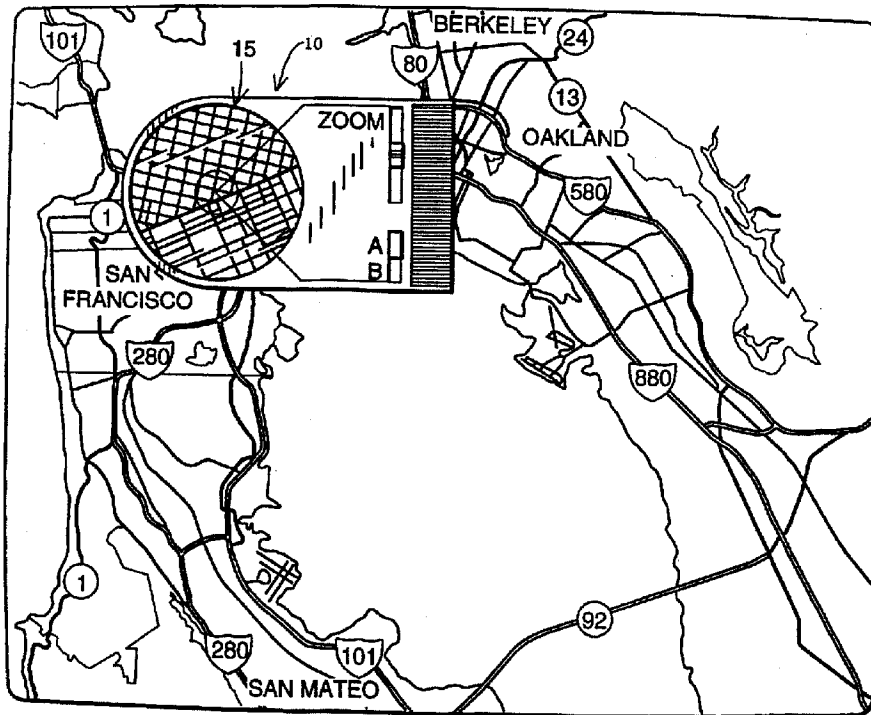 BERKELEY
101
24
15
10
80
13
ZOOM
OAKLAND
580
1
A
B
SAN
FRANCISCO
280
880
1
92
280
101
SAN MATEO